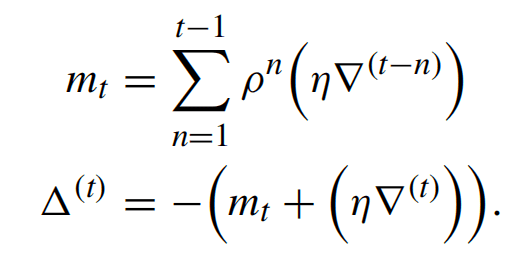 m_t = \sum_{n=1}^{t-1} \rho^n \left( \eta \nabla^{(t-n)} \right)
\Delta^{(t)} = -\left( m_t + \left( \eta \nabla^{(t)} \right) \right).